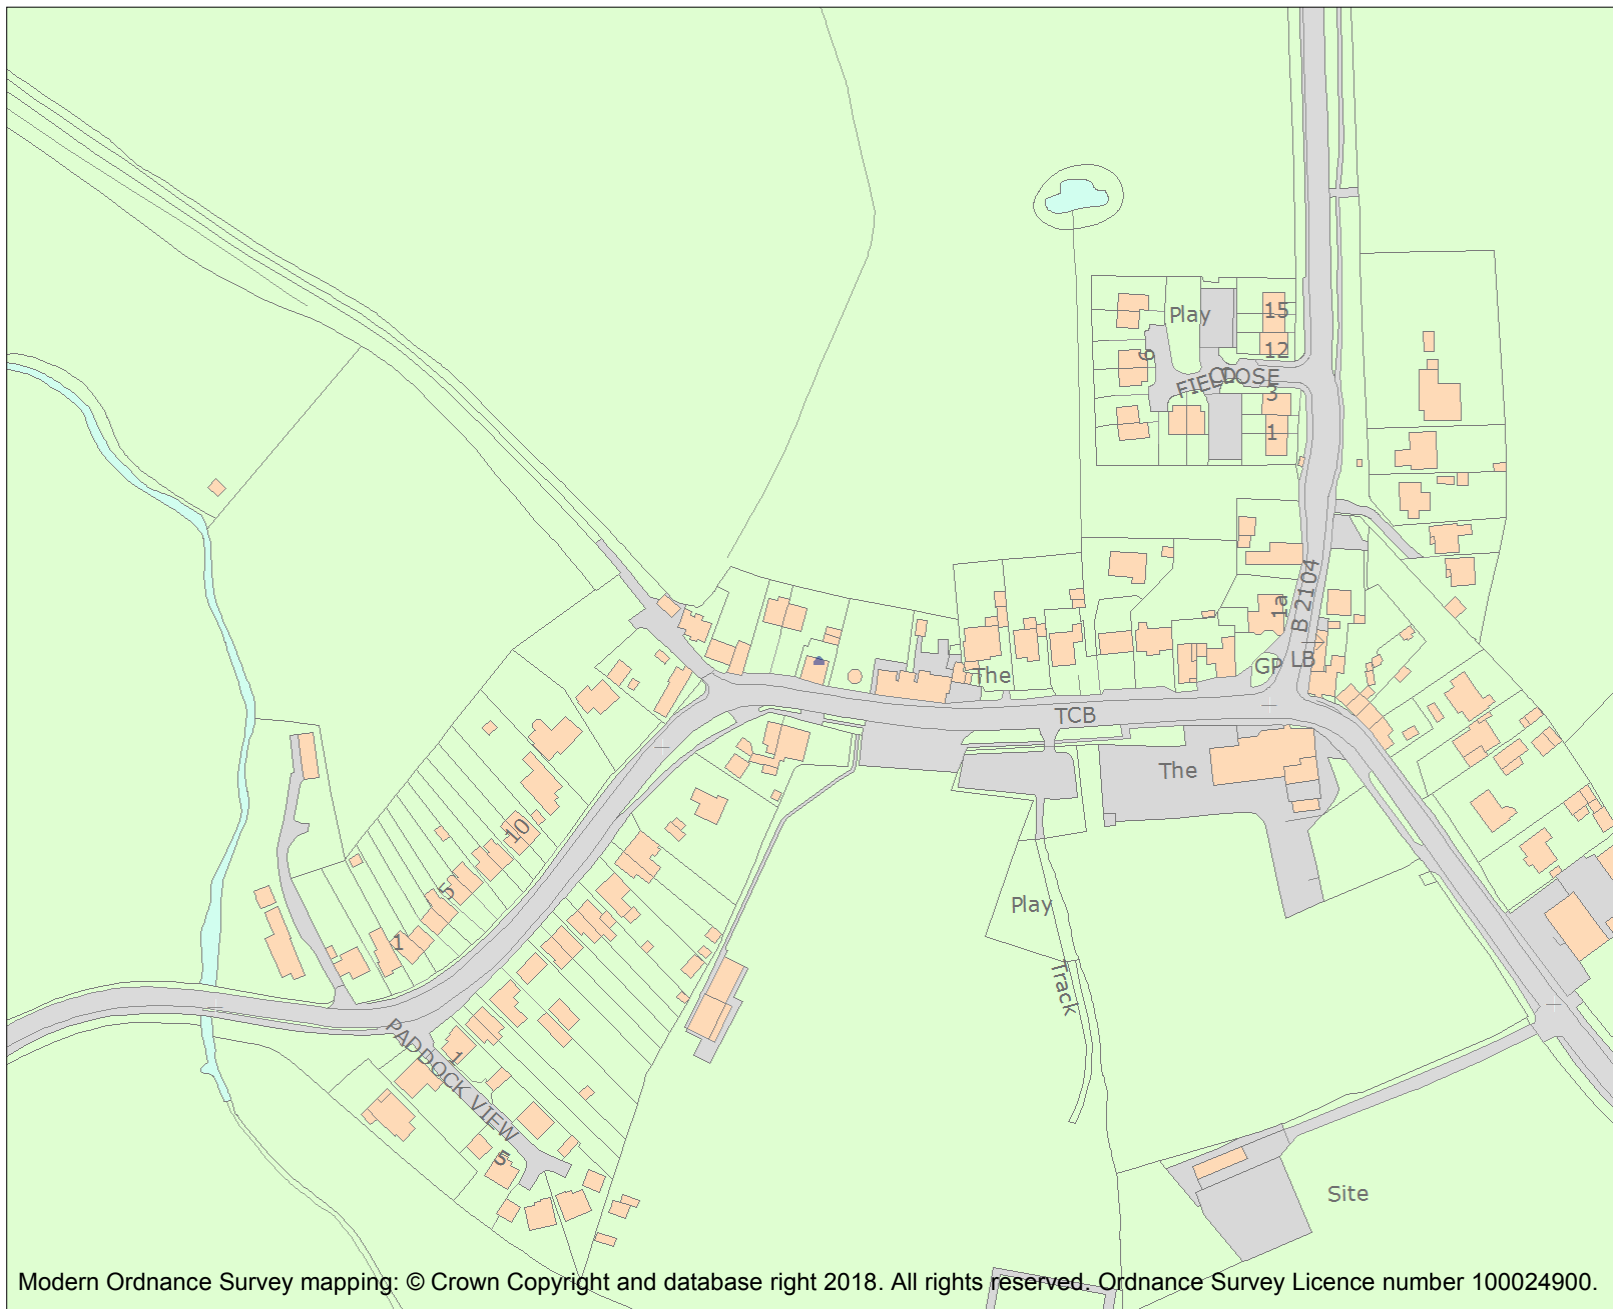 Play
15
12
6
FIELD
CLOSE
3
1
B 2104
1a
GP
LB
The
TCB
The
10
5
1
Play
Track
PADDOCK VIEW
1
5
Site
Modern Ordnance Survey mapping: © Crown Copyright and database right 2018. All rights reserved. Ordnance Survey Licence number 100024900.